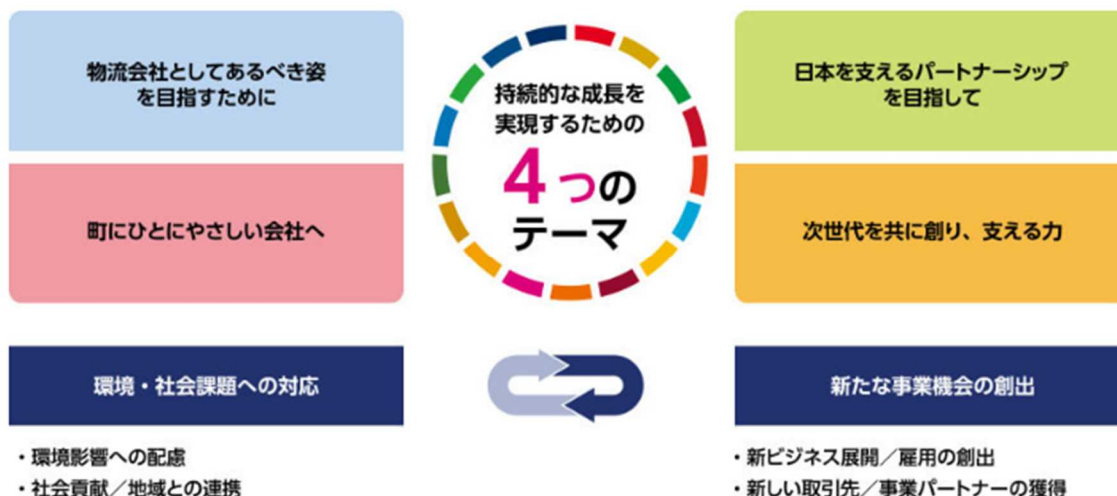 物流会社としてあるべき姿
を目指すために
町にひとにやさしい会社へ
持続的な成長を
実現するための
4つの
テーマ
日本を支えるパートナーシップ
を目指して
次世代を共に創り、支える力
環境・社会課題への対応
・環境影響への配慮
・社会貢献／地域との連携
新たな事業機会の創出
・新ビジネス展開／雇用の創出
・新しい取引先／事業パートナーの獲得